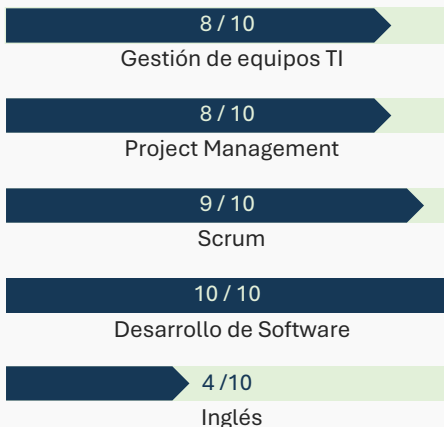 8 / 10
Gestión de equipos TI
8 / 10
Project Management
9 / 10
Scrum
10 / 10
Desarrollo de Software
4 /10
Inglés